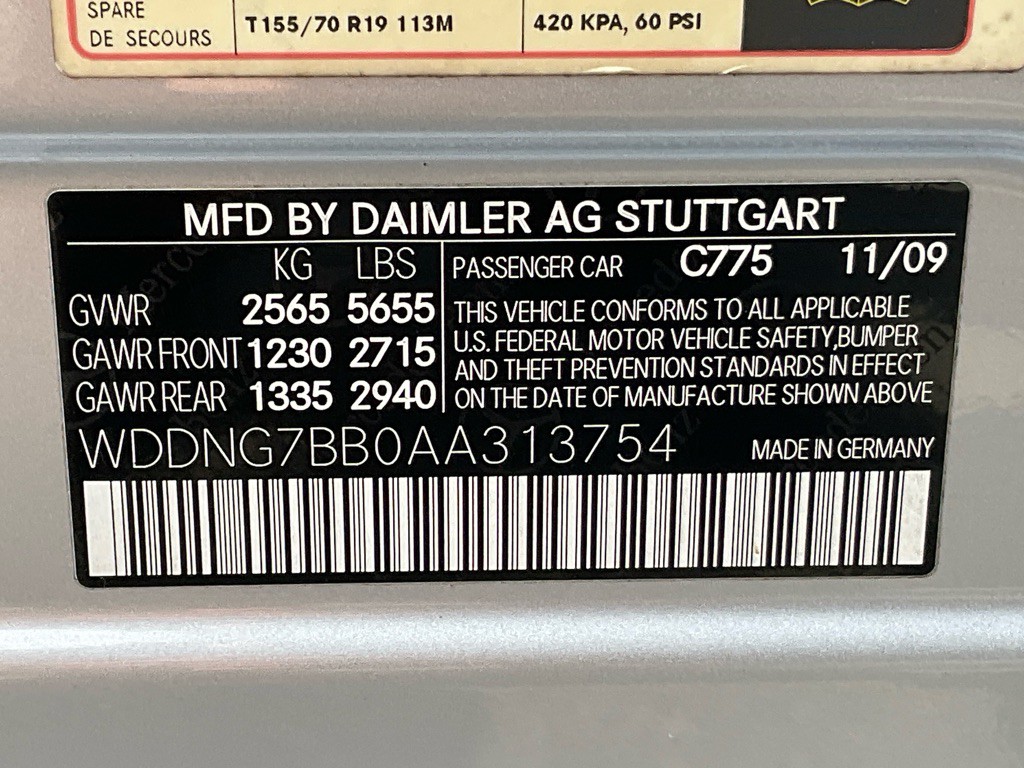 SPARE
DE SECOURS
T155/70 R19 113M
420 KPA, 60 PSI
MFD BY DAIMLER AG STUTTGART
KG LBS
GVWR 2565 5655
GAWR FRONT 1230 2715
GAWR REAR 1335 2940
PASSENGER CAR C775 11/09
THIS VEHICLE CONFORMS TO ALL APPLICABLE
U.S. FEDERAL MOTOR VEHICLE SAFETY,BUMPER
AND THEFT PREVENTION STANDARDS IN EFFECT
ON THE DATE OF MANUFACTURE SHOWN ABOVE
WDDNG7BB0AA313754
MADE IN GERMANY